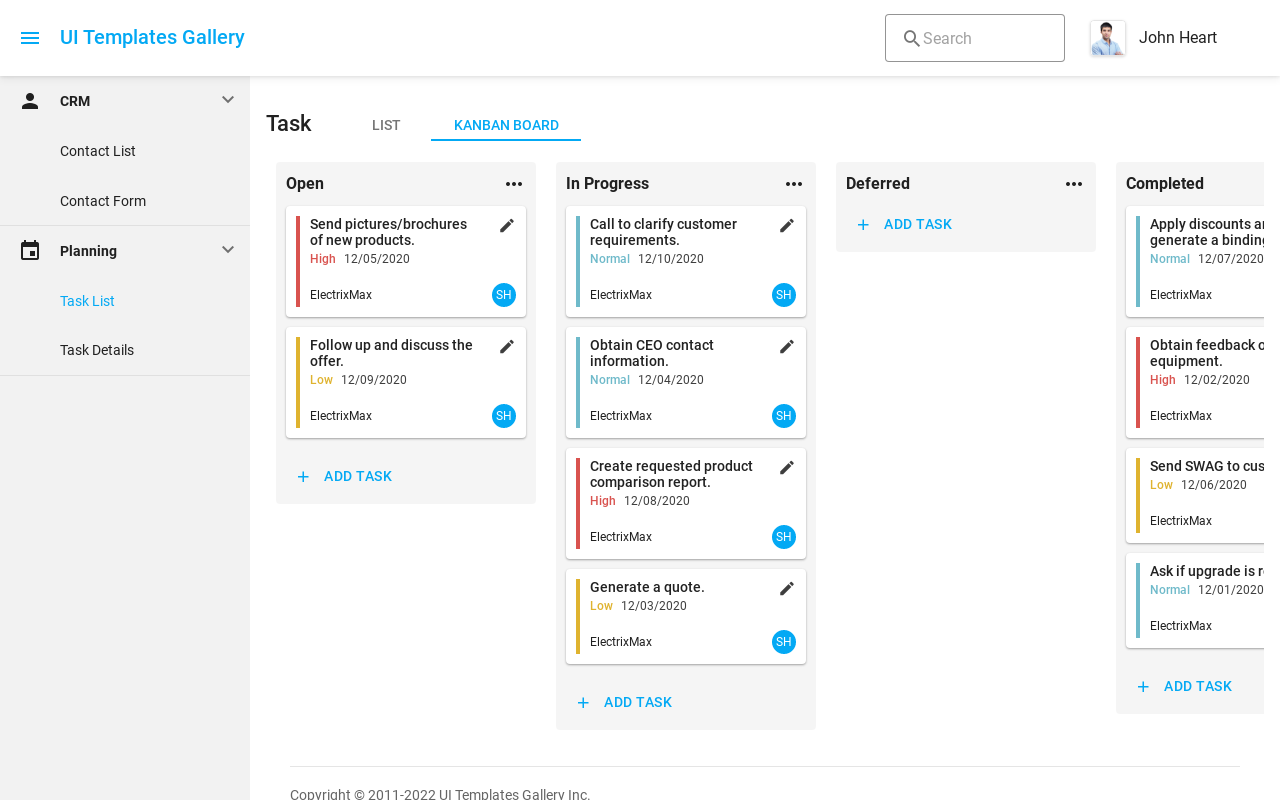 UI Templates Gallery
Search
John Heart
CRM
Contact List
Contact Form
Planning
Task List
Task Details
Task
LIST
KANBAN BOARD
Open
Send pictures/brochures
of new products.
High 12/05/2020
ElectrixMax
SH
Follow up and discuss the
offer.
Low 12/09/2020
ElectrixMax
SH
ADD TASK
In Progress
Call to clarify customer
requirements.
Normal 12/10/2020
ElectrixMax
SH
Obtain CEO contact
information.
Normal 12/04/2020
ElectrixMax
SH
Create requested product
comparison report.
High 12/08/2020
ElectrixMax
SH
Generate a quote.
Low 12/03/2020
ElectrixMax
SH
ADD TASK
Deferred
ADD TASK
Completed
Apply discounts
generate a binding
Normal 12/07/2020
ElectrixMax
Obtain feedback
equipment.
High 12/02/2020
ElectrixMax
Send SWAG to
Low 12/06/2020
ElectrixMax
Ask if upgrade is
Normal 12/01/2020
ElectrixMax
ADD TASK
Copyright © 2011-2022 UI Templates Gallery Inc.